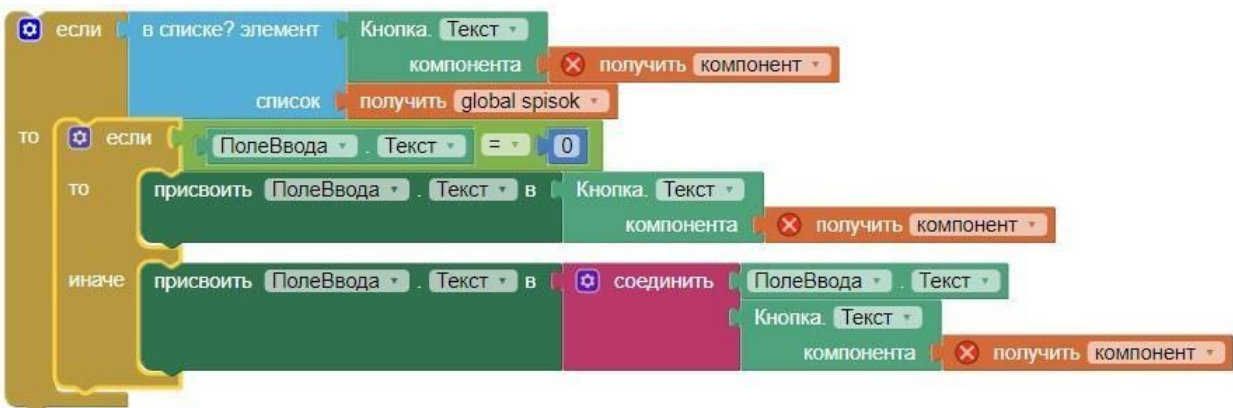 если в списке? элемент Кнопка. Текст
компонента получить компонент
список получить global spisok
то если ПолеВвода . Текст = 0
то присвоить ПолеВвода . Текст в Кнопка. Текст
компонента получить компонент
иначе присвоить ПолеВвода . Текст в соединить ПолеВвода . Текст
Кнопка. Текст
компонента получить компонент